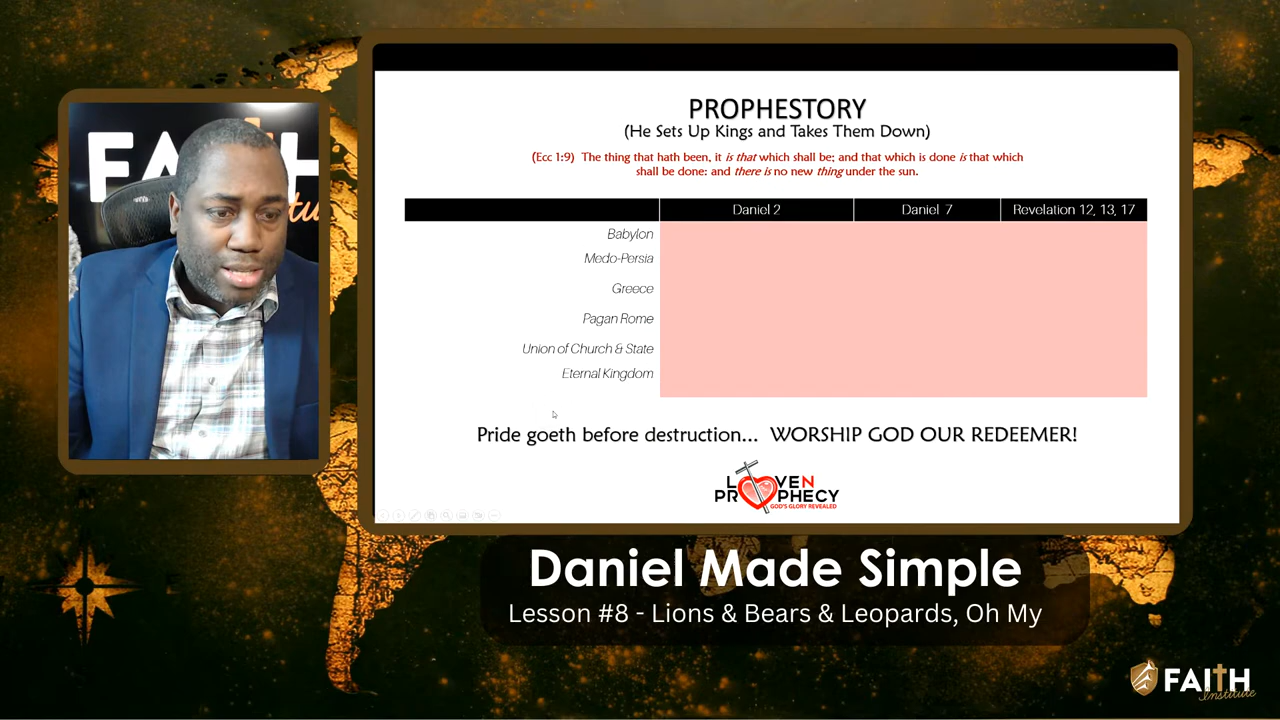 FAITH
PROPHESTORY
(He Sets Up Kings and Takes Them Down)
(Ecc 1:9) The thing that hath been, it is that which shall be; and that which is done is that which
shall be done: and there is no new thing under the sun.
Daniel 2 Daniel 7 Revelation 12, 13, 17
Babylon
Medo-Persia
Greece
Pagan Rome
Union of Church & State
Eternal Kingdom
Pride goeth before destruction... WORSHIP GOD OUR REDEEMER!
LOVEN
PROPHECY
GOD'S GLORY REVEALED
Daniel Made Simple
Lesson #8 - Lions & Bears & Leopards, Oh My
FAITH
Institute